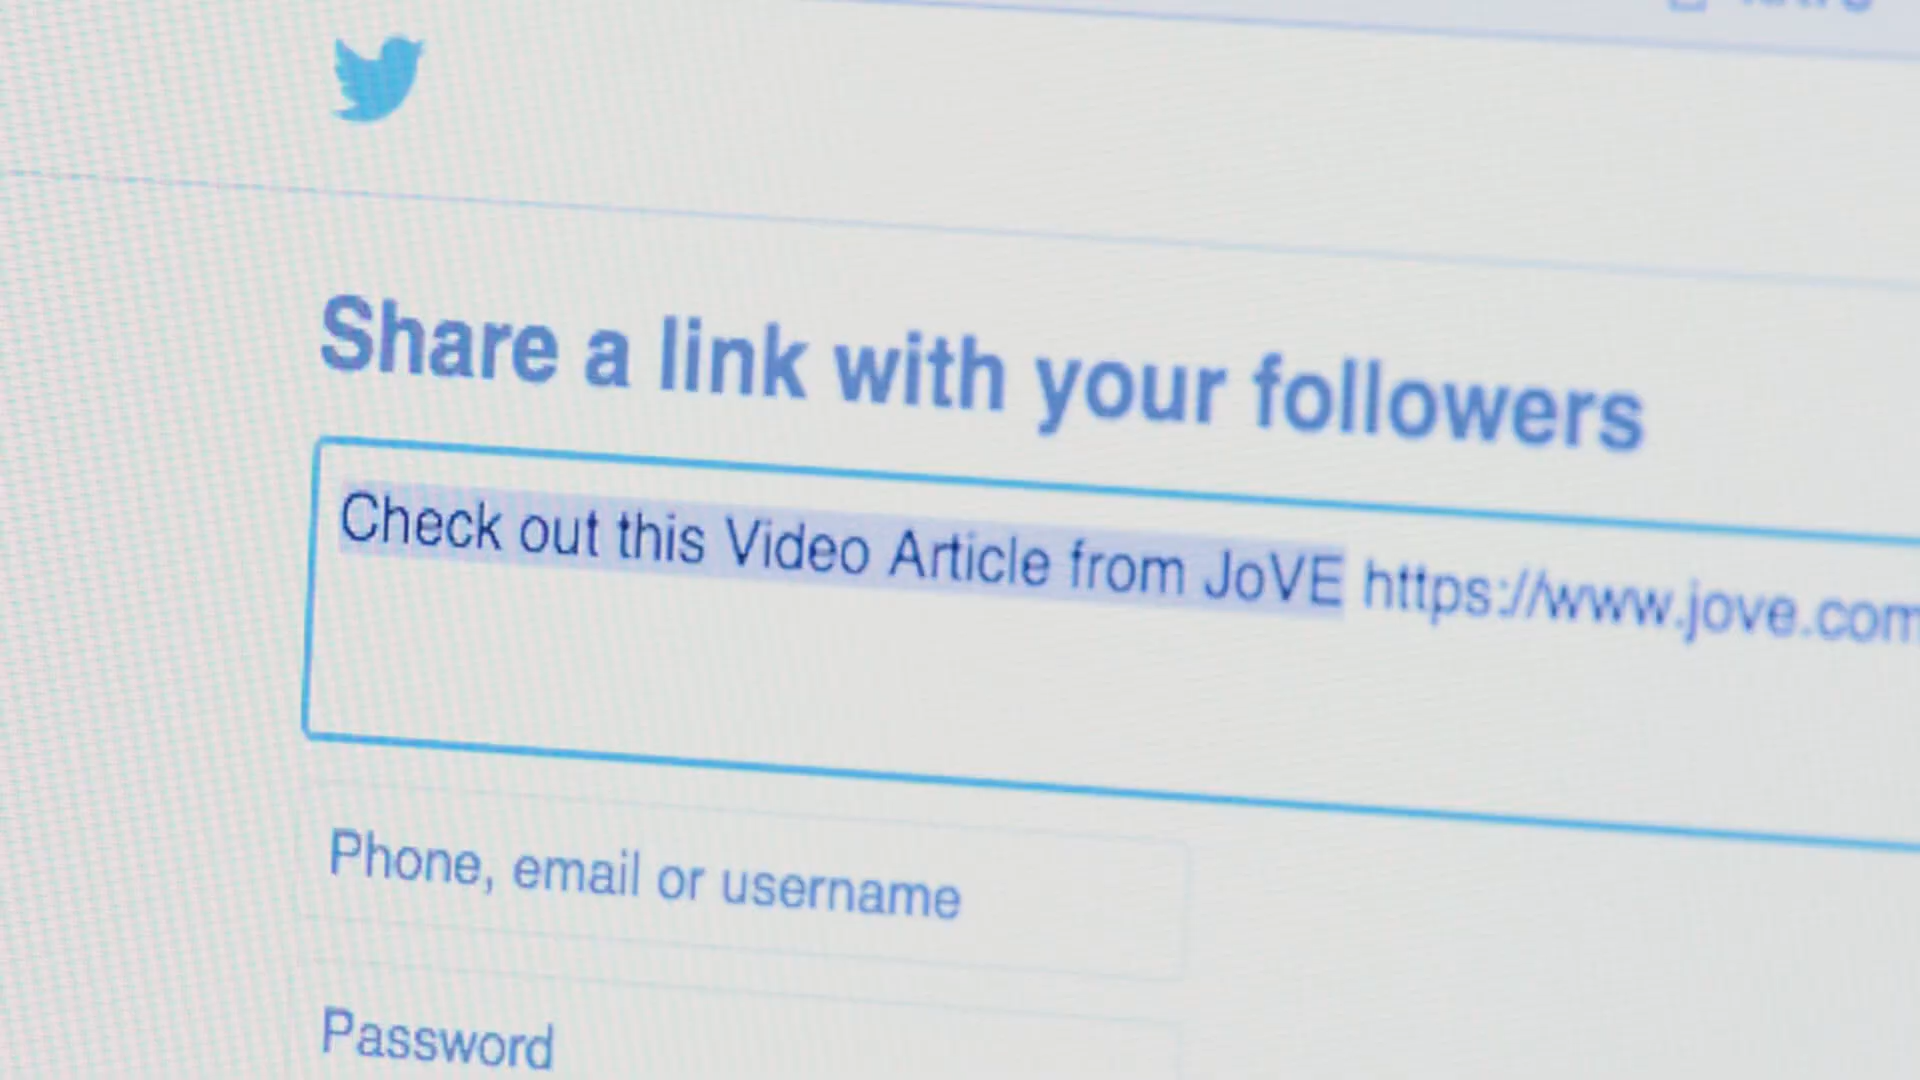 Share a link with your followers
Check out this Video Article from JoVE https://www.jove.com
Phone, email or username
Password